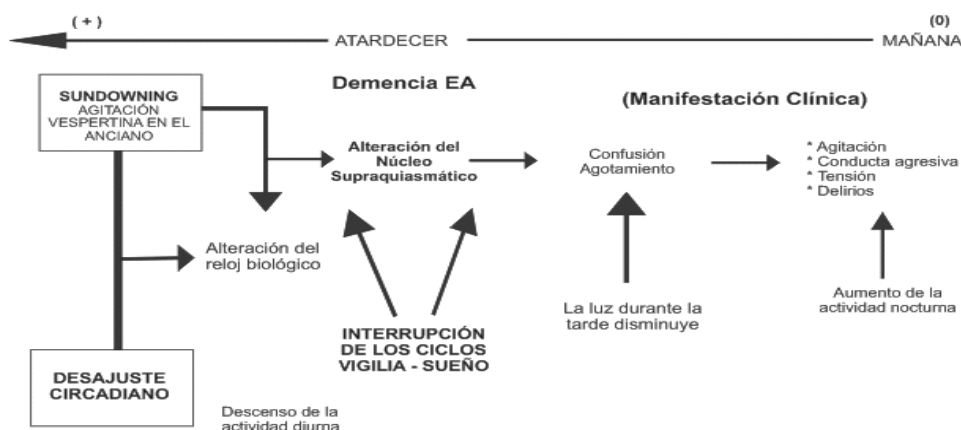 ( + )
(0)
ATARDECER
MAÑANA
Demencia EA
(Manifestación Clínica)
SUNDOWNING
AGITACIÓN
VESPERTINA EN EL
ANCIANO
Alteración del
Núcleo
Supraquiasmático
Confusión
Agotamiento
* Agitación
* Conducta agresiva
* Tensión
* Delirios
Alteración del
reloj biológico
La luz durante la
tarde disminuye
Aumento de la
actividad nocturna
INTERRUPCIÓN
DE LOS CICLOS
VIGILIA - SUEÑO
DESAJUSTE
CIRCADIANO
Descenso de la
actividad diurna